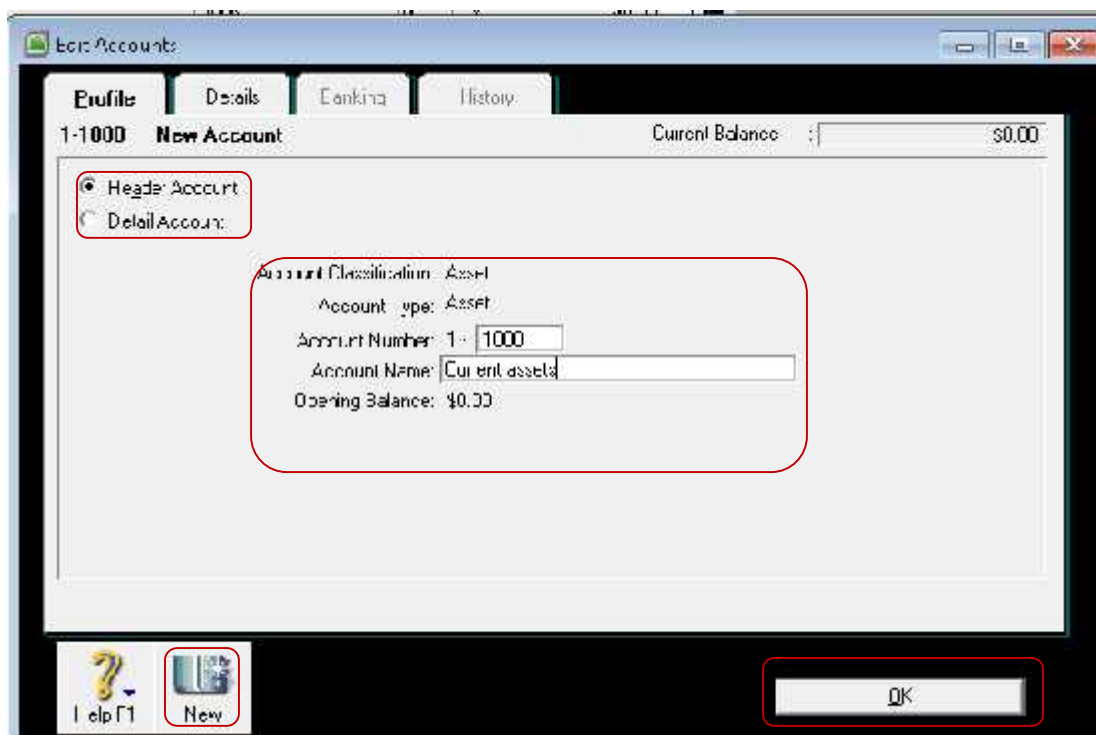 Edit Accounts
Profile Details Banking History
1-1000 New Account Current Balance : $0.00
Header Account
Detail Account
Account Classification: Asset
Account Type: Asset
Account Number: 1 - 1000
Account Name: Current assets
Opening Balance: $0.00
Help F1 New OK